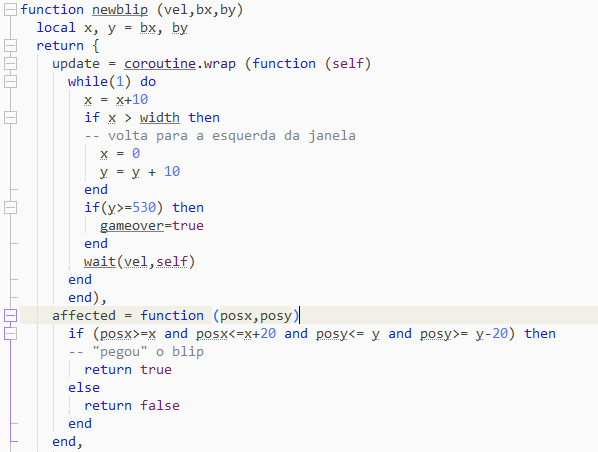 function newblip (vel,bx,by)
local x, y = bx, by
return {
update = coroutine.wrap (function (self)
while(1) do
x = x+10
if x > width then
-- volta para a esquerda da janela
x = 0
y = y + 10
end
if(y>=530) then
gameover=true
end
wait(vel,self)
end
end),
affected = function (posx,posy)
if (posx>=x and posx<=x+20 and posy<= y and posy>= y-20) then
-- "pegou" o blip
return true
else
return false
end
end,